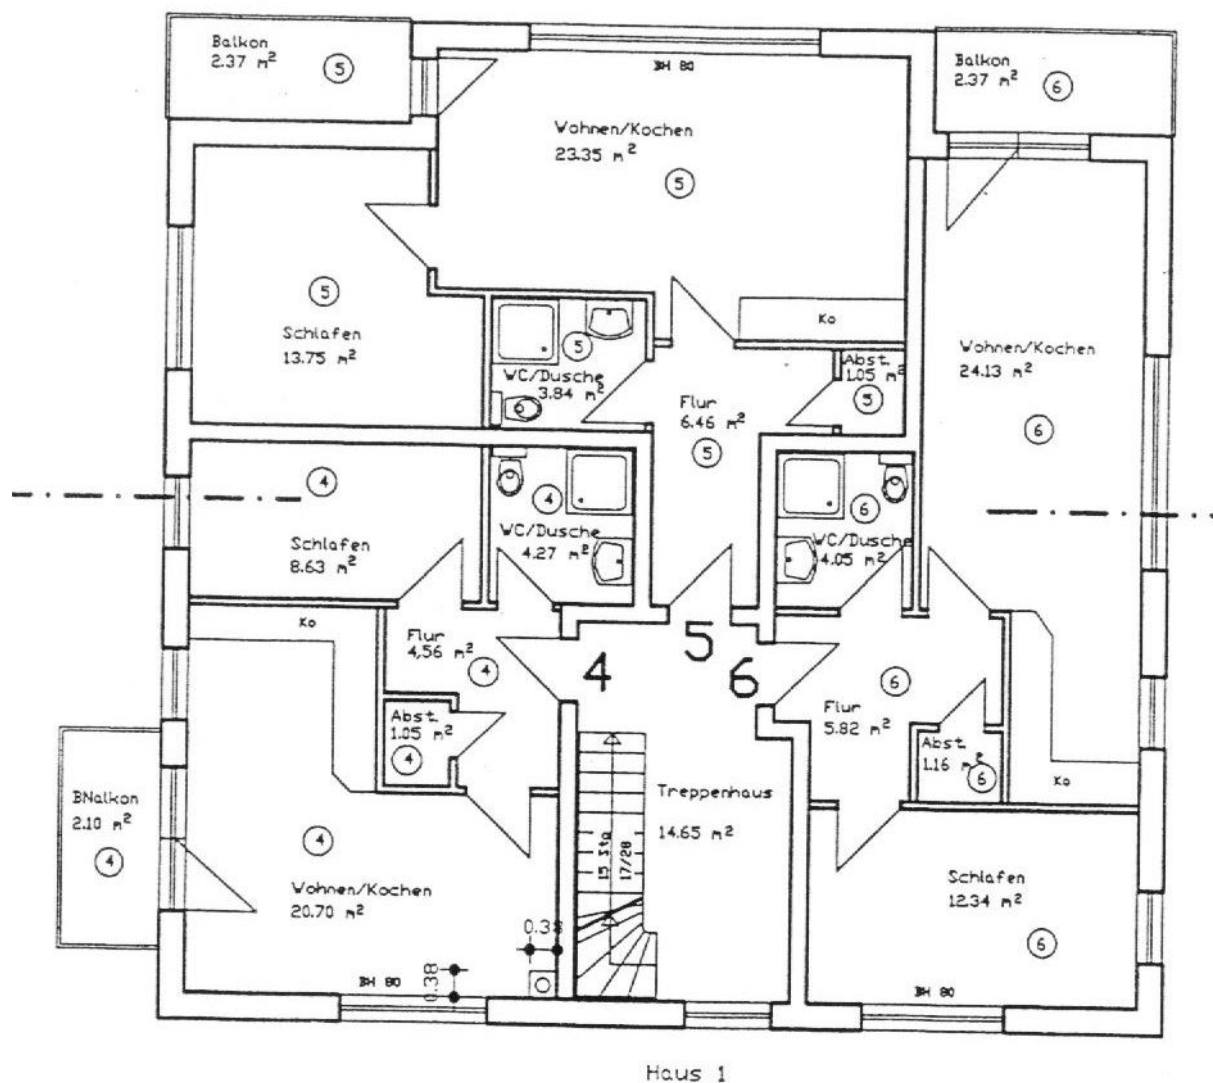 Balkon
2.37 m²
5
BH 80
Balkon
2.37 m²
6
Wohnen/Kochen
23.35 m²
5
5
Schlafen
13.75 m²
5
WC/Dusche
3.84 m²
Ko
Abst.
1.05 m²
5
Flur
6.46 m²
5
Wohnen/Kochen
24.13 m²
6
4
Schlafen
8.63 m²
4
WC/Dusche
4.27 m²
6
WC/Dusche
4.05 m²
Ko
Flur
4,56 m²
4
4
5
6
6
Flur
5.82 m²
Abst.
1.05 m²
4
Abst.
1.16 m²
6
Ko
BNalkon
2.10 m²
4
4
Wohnen/Kochen
20.70 m²
Treppenhaus
14.65 m²
15 Stg
17/28
Schlafen
12.34 m²
6
0.38
0.38
BH 80
BH 80
Haus 1